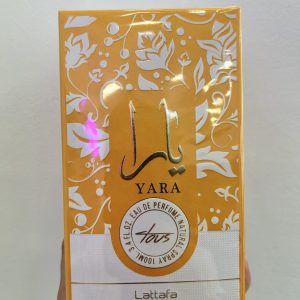 يارا
YARA
EAU DE PERFUME NATURAL SPRAY 100ML 3.4 FL.OZ.
Tous
Lattafa